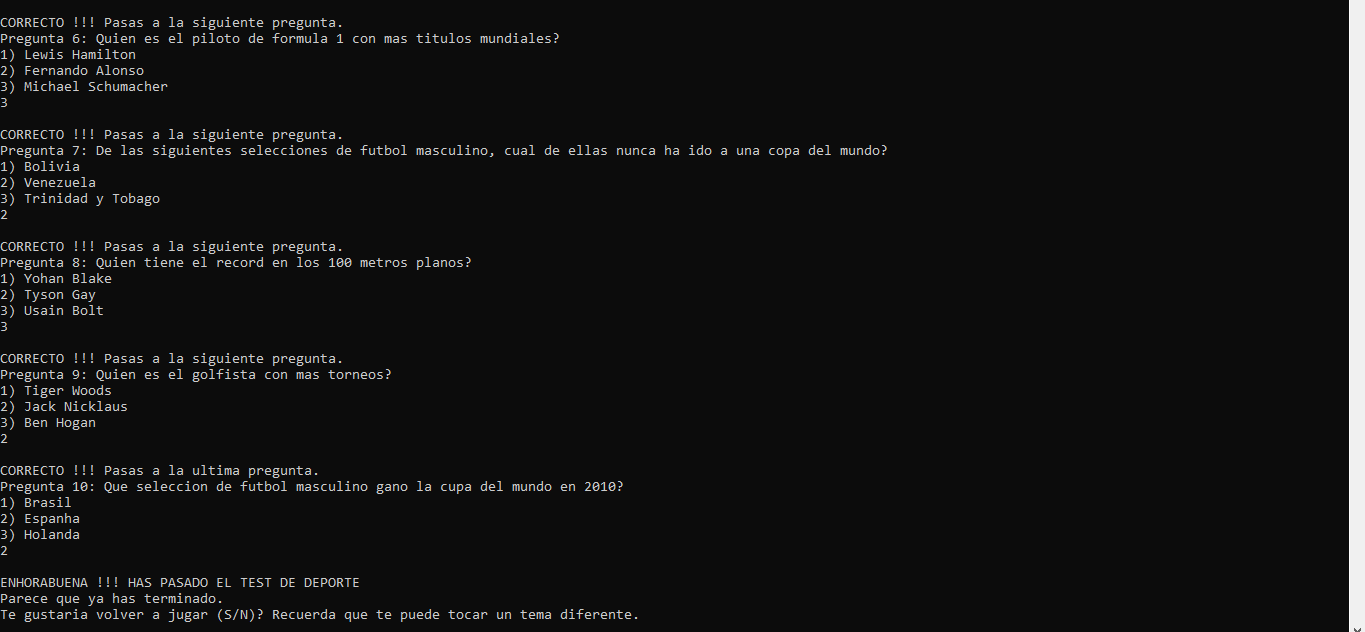 CORRECTO !!! Pasas a la siguiente pregunta.
Pregunta 6: Quien es el piloto de formula 1 con mas titulos mundiales?
1) Lewis Hamilton
2) Fernando Alonso
3) Michael Schumacher
3
CORRECTO !!! Pasas a la siguiente pregunta.
Pregunta 7: De las siguientes selecciones de futbol masculino, cual de ellas nunca ha ido a una copa del mundo?
1) Bolivia
2) Venezuela
3) Trinidad y Tobago
2
CORRECTO !!! Pasas a la siguiente pregunta.
Pregunta 8: Quien tiene el record en los 100 metros planos?
1) Yohan Blake
2) Tyson Gay
3) Usain Bolt
3
CORRECTO !!! Pasas a la siguiente pregunta.
Pregunta 9: Quien es el golfista con mas torneos?
1) Tiger Woods
2) Jack Nicklaus
3) Ben Hogan
2
CORRECTO !!! Pasas a la ultima pregunta.
Pregunta 10: Que seleccion de futbol masculino gano la cupa del mundo en 2010?
1) Brasil
2) Espanha
3) Holanda
2
ENHORABUENA !!! HAS PASADO EL TEST DE DEPORTE
Parece que ya has terminado.
Te gustaria volver a jugar (S/N)? Recuerda que te puede tocar un tema diferente.